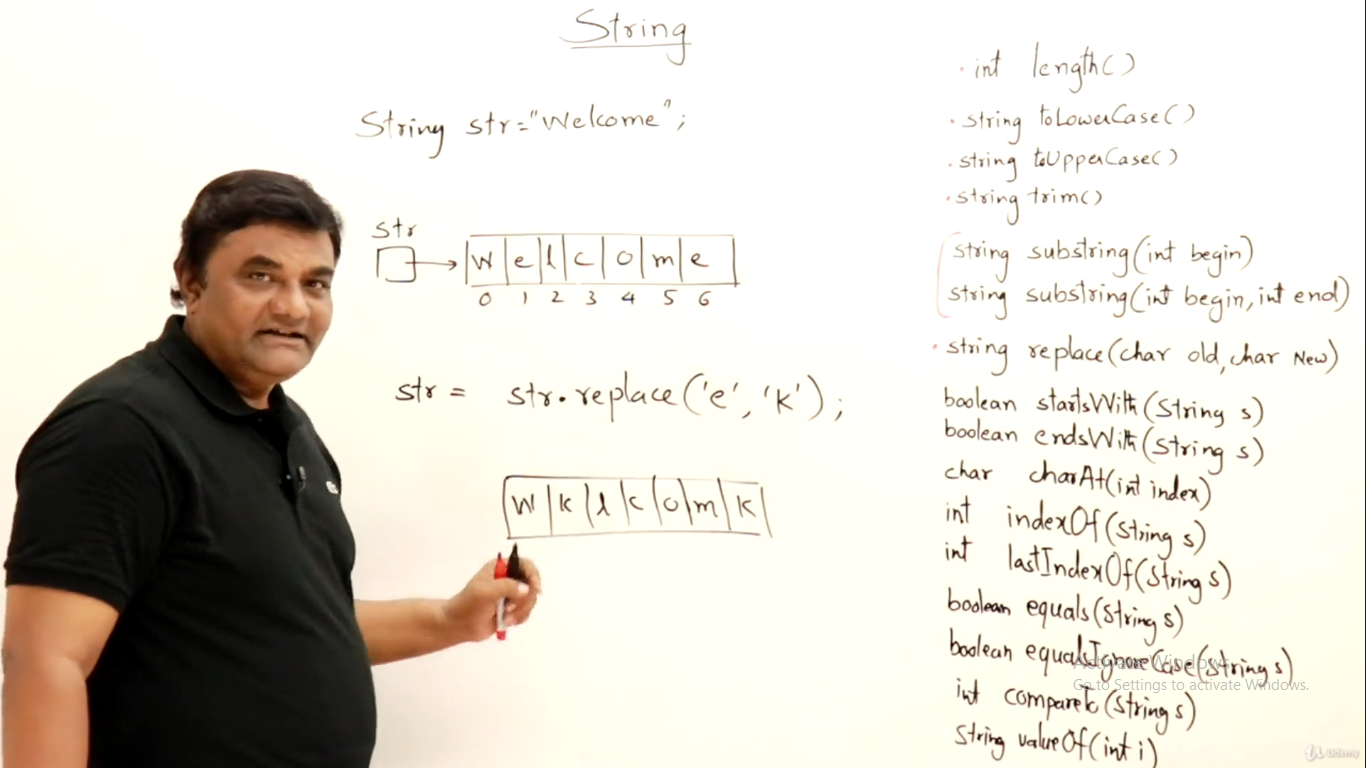 String
String str="Welcome";
str
W e l c o m e
0 1 2 3 4 5 6
str = str.replace('e','k');
W k l c o m k
· int length()
· string toLowerCase()
· string toUpperCase()
· string trim()
string substring(int begin)
string substring(int begin, int end)
· string replace(char old, char New)
boolean startsWith(String s)
boolean endsWith(String s)
char charAt(int index)
int indexOf(String s)
int lastIndexOf(String s)
boolean equals(String s)
boolean equalsIgnoreCase(String s)
int compareTo(String s)
String valueOf(int i)
Activate Windows
Go to Settings to activate Windows.
Udemy